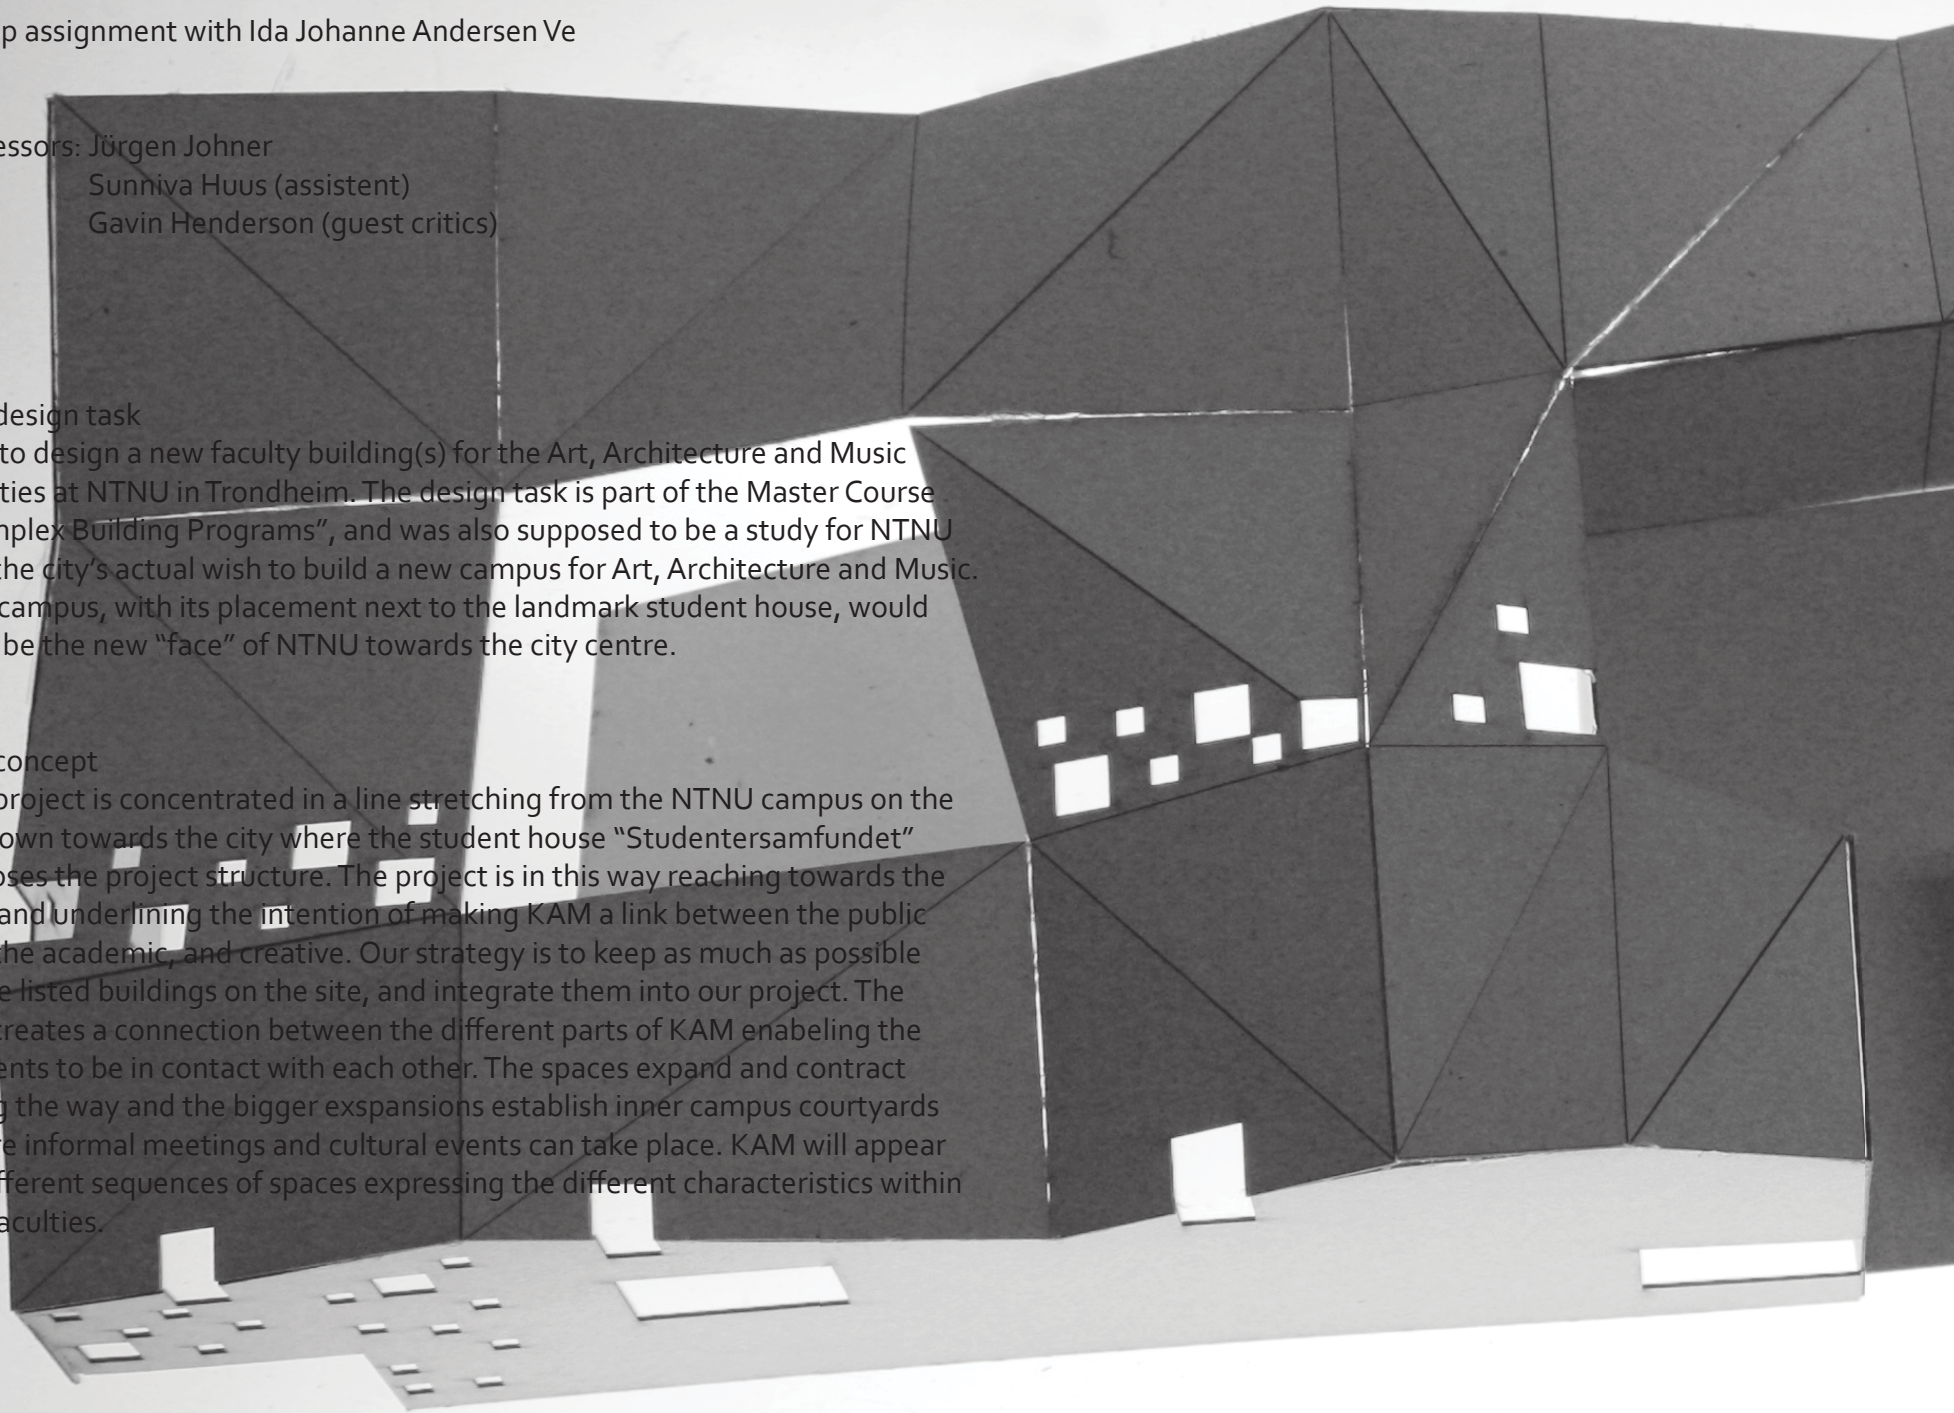 p assignment with Ida Johanne Andersen Ve
essors: Jürgen Johner
Sunniva Huus (assistent)
Gavin Henderson (guest critics)
design task
to design a new faculty building(s) for the Art, Architecture and Music
ties at NTNU in Trondheim. The design task is part of the Master Course
mplex Building Programs”, and was also supposed to be a study for NTNU
the city’s actual wish to build a new campus for Art, Architecture and Music.
campus, with its placement next to the landmark student house, would
be the new “face” of NTNU towards the city centre.
concept
project is concentrated in a line stretching from the NTNU campus on the
own towards the city where the student house “Studentersamfundet”
oses the project structure. The project is in this way reaching towards the
and underlining the intention of making KAM a link between the public
the academic, and creative. Our strategy is to keep as much as possible
e listed buildings on the site, and integrate them into our project. The
creates a connection between the different parts of KAM enabeling the
ents to be in contact with each other. The spaces expand and contract
g the way and the bigger exspansions establish inner campus courtyards
re informal meetings and cultural events can take place. KAM will appear
fferent sequences of spaces expressing the different characteristics within
aculties.